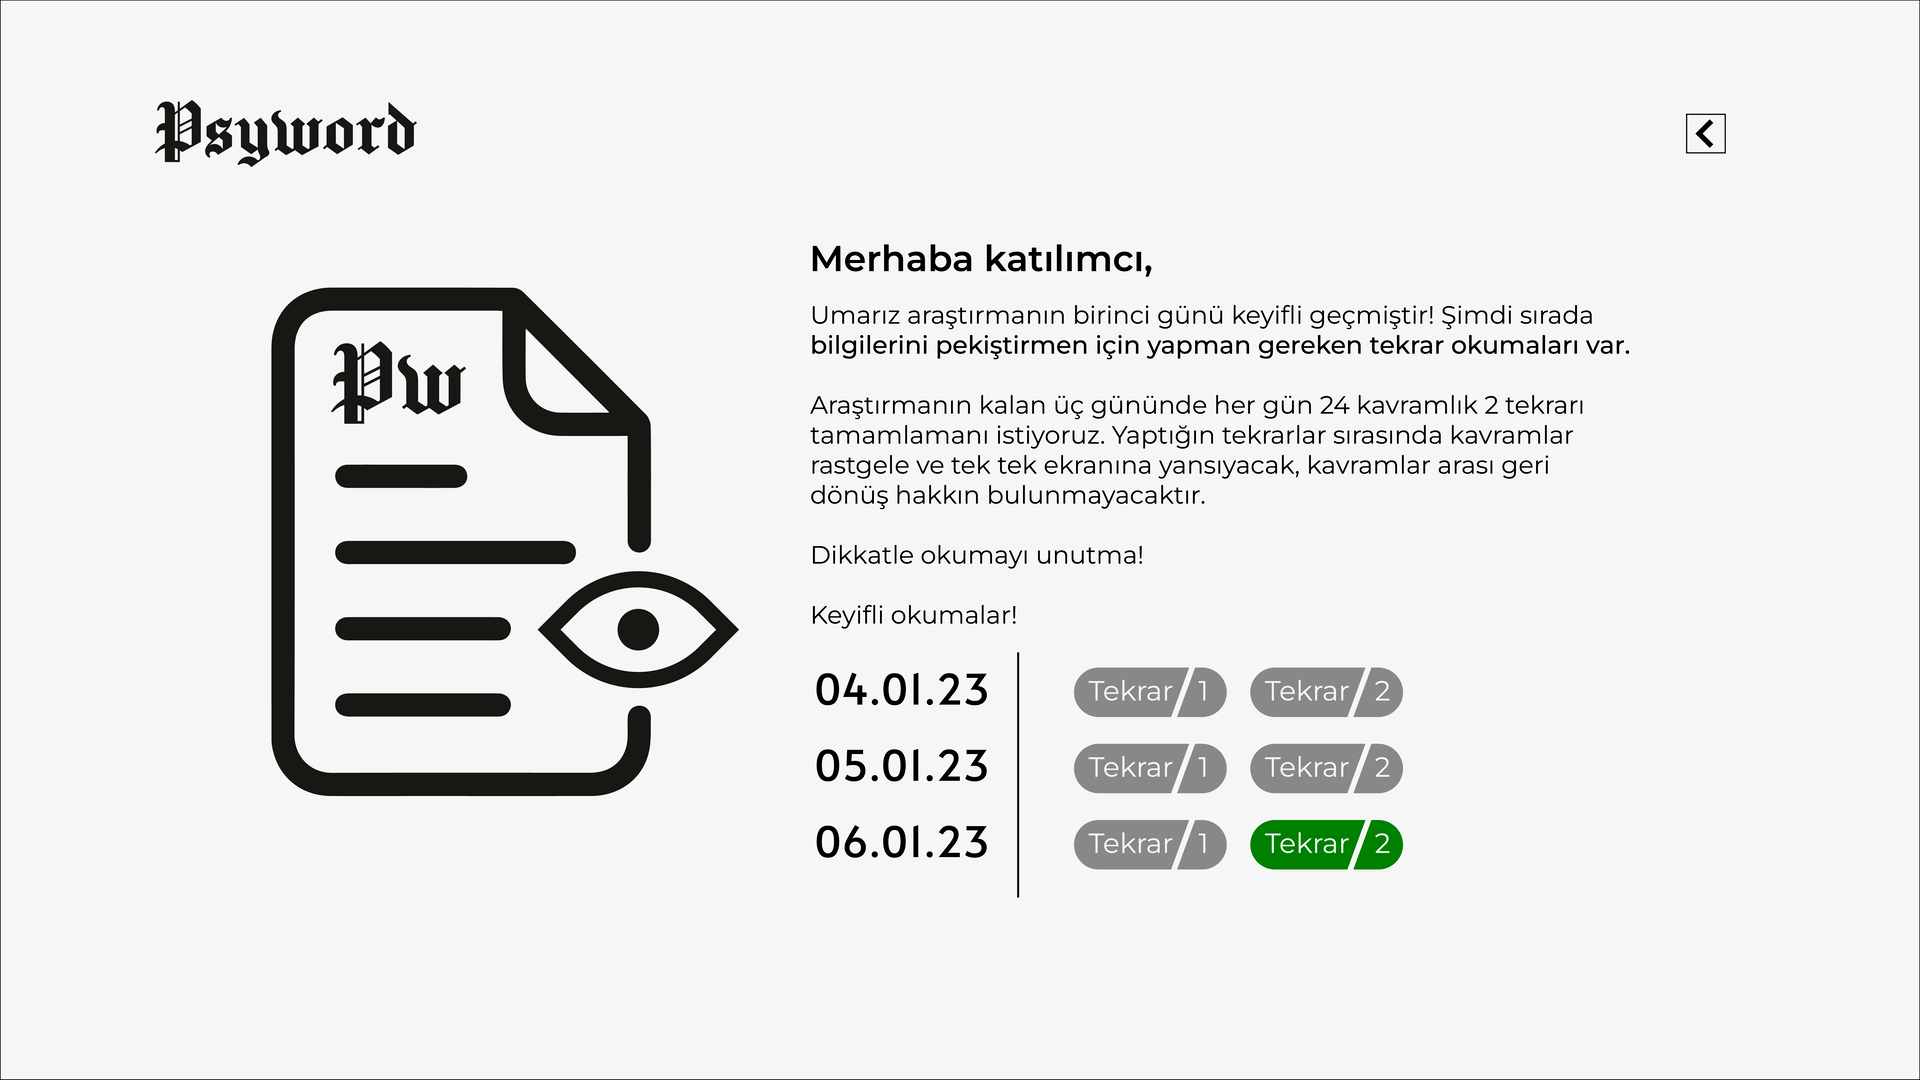 Psyword
Pw
Merhaba katılımcı,
Umarız araştırmanın birinci günü keyifli geçmiştir! Şimdi sırada
bilgilerini pekiştirmen için yapman gereken tekrar okumaları var.
Araştırmanın kalan üç gününde her gün 24 kavramlık 2 tekrarı
tamamlamanı istiyoruz. Yaptığın tekrarlar sırasında kavramlar
rastgele ve tek tek ekranına yansıyacak, kavramlar arası geri
dönüş hakkın bulunmayacaktır.
Dikkatle okumayı unutma!
Keyifli okumalar!
04.01.23 Tekrar/1 Tekrar/2
05.01.23 Tekrar/1 Tekrar/2
06.01.23 Tekrar/1 Tekrar/2